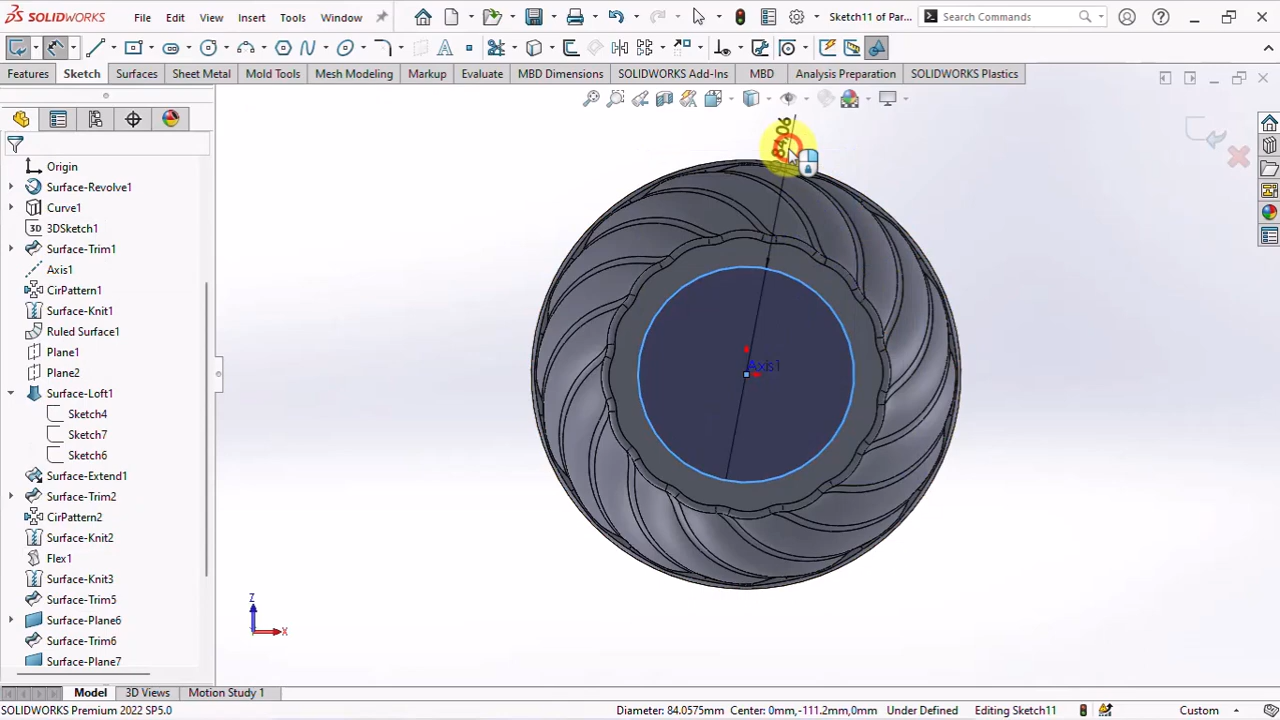 SOLIDWORKS File Edit View Insert Tools Window Sketch11 of Par... Search Commands
Features Sketch Surfaces Sheet Metal Mold Tools Mesh Modeling Markup Evaluate MBD Dimensions SOLIDWORKS Add-Ins MBD Analysis Preparation SOLIDWORKS Plastics
Origin
Surface-Revolve1
Curve1
3D 3DSketch1
Surface-Trim1
Axis1
CirPattern1
Surface-Knit1
Ruled Surface1
Plane1
Plane2
Surface-Loft1
Sketch4
Sketch7
Sketch6
Surface-Extend1
Surface-Trim2
CirPattern2
Surface-Knit2
Flex1
Surface-Knit3
Surface-Trim5
Surface-Plane6
Surface-Trim6
Surface-Plane7
84.06
Axis1
Z
X
Model 3D Views Motion Study 1
SOLIDWORKS Premium 2022 SP5.0 Diameter: 84.0575mm Center: 0mm,-111.2mm,0mm Under Defined Editing Sketch11 Custom